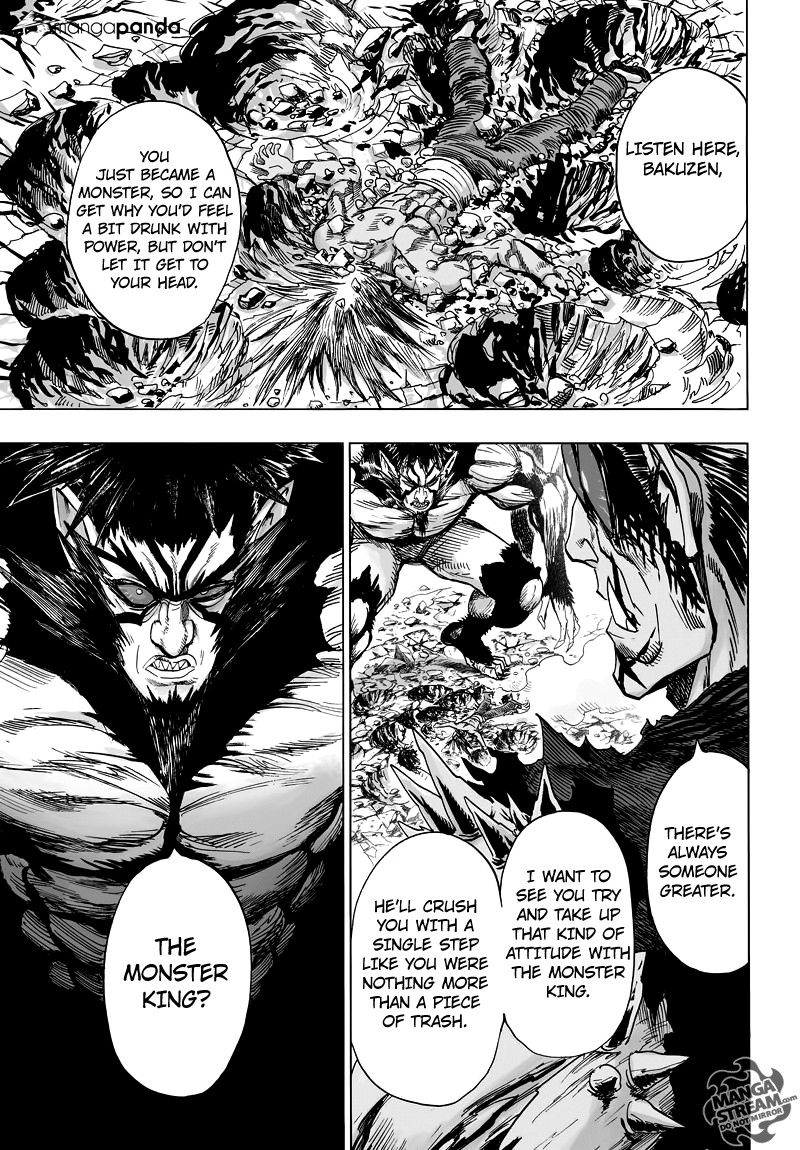 mangapanda
LISTEN HERE,
BAKUZEN,
YOU
JUST BECAME A
MONSTER, SO I CAN
GET WHY YOU'D FEEL
A BIT DRUNK WITH
POWER, BUT DON'T
LET IT GET TO
YOUR HEAD.
THERE'S
ALWAYS
SOMEONE
GREATER.
I WANT TO
SEE YOU TRY
AND TAKE UP
THAT KIND OF
ATTITUDE WITH
THE MONSTER
KING.
HE'LL CRUSH
YOU WITH A
SINGLE STEP
LIKE YOU WERE
NOTHING MORE
THAN A PIECE
OF TRASH.
THE
MONSTER
KING?
MANGA
STREAM.com
DO NOT MIRROR